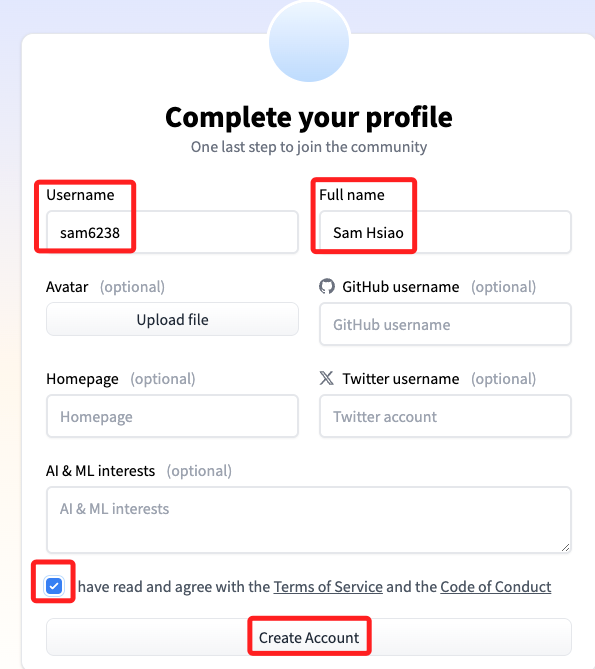 Complete your profile
One last step to join the community
Username
Full name
sam6238
Sam Hsiao
Avatar (optional)
GitHub username (optional)
Upload file
GitHub username
Homepage (optional)
Twitter username (optional)
Homepage
Twitter account
AI & ML interests (optional)
AI & ML interests
have read and agree with the Terms of Service and the Code of Conduct
Create Account